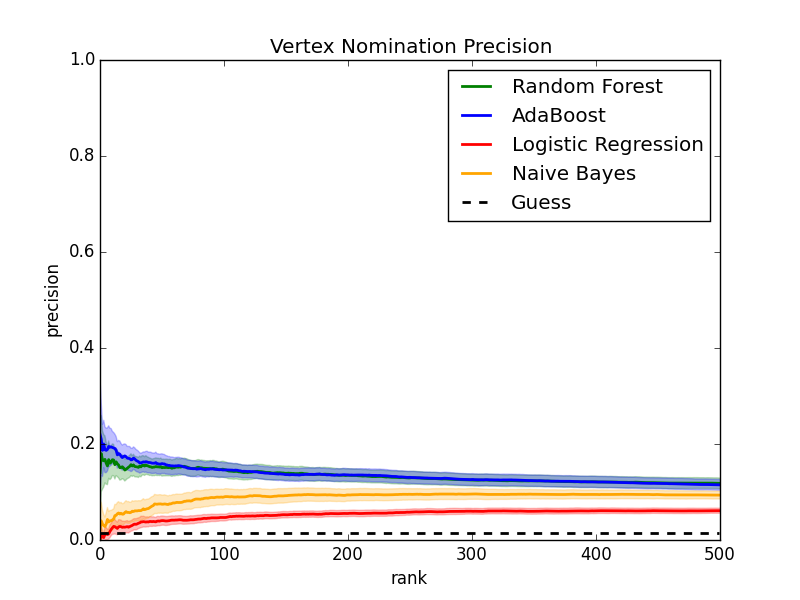 Vertex Nomination Precision
1.0
0.8
0.6
0.4
0.2
0.0
precision
Random Forest
AdaBoost
Logistic Regression
Naive Bayes
Guess
0
100
200
300
400
500
rank